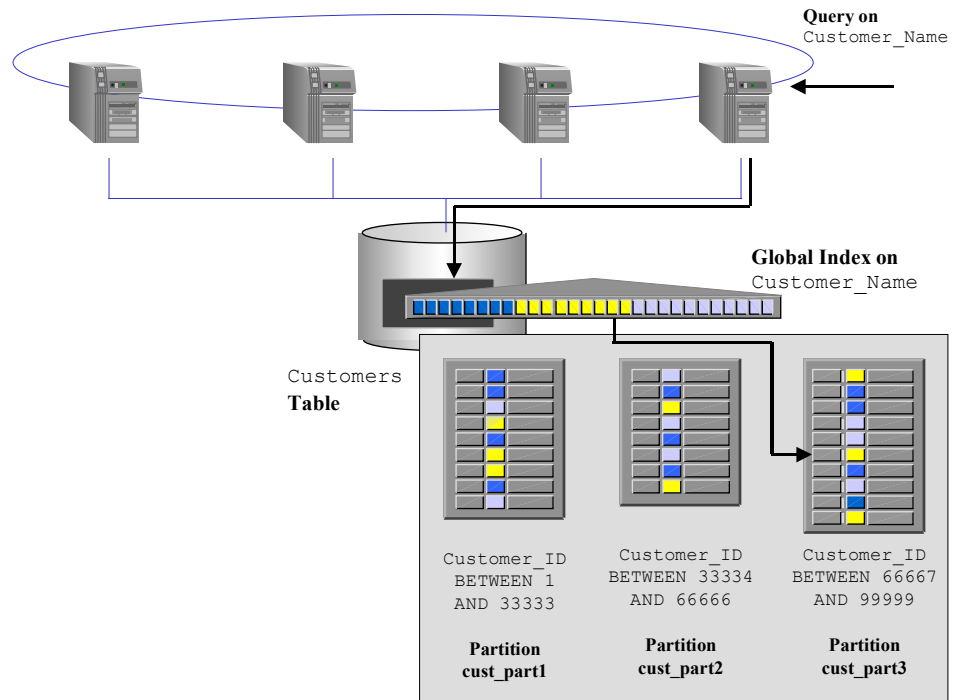 Query on
Customer_Name
Global Index on
Customer_Name
Customers
Table
Customer_ID
BETWEEN 1
AND 33333
Partition
cust_part1
Customer_ID
BETWEEN 33334
AND 66666
Partition
cust_part2
Customer_ID
BETWEEN 66667
AND 99999
Partition
cust_part3